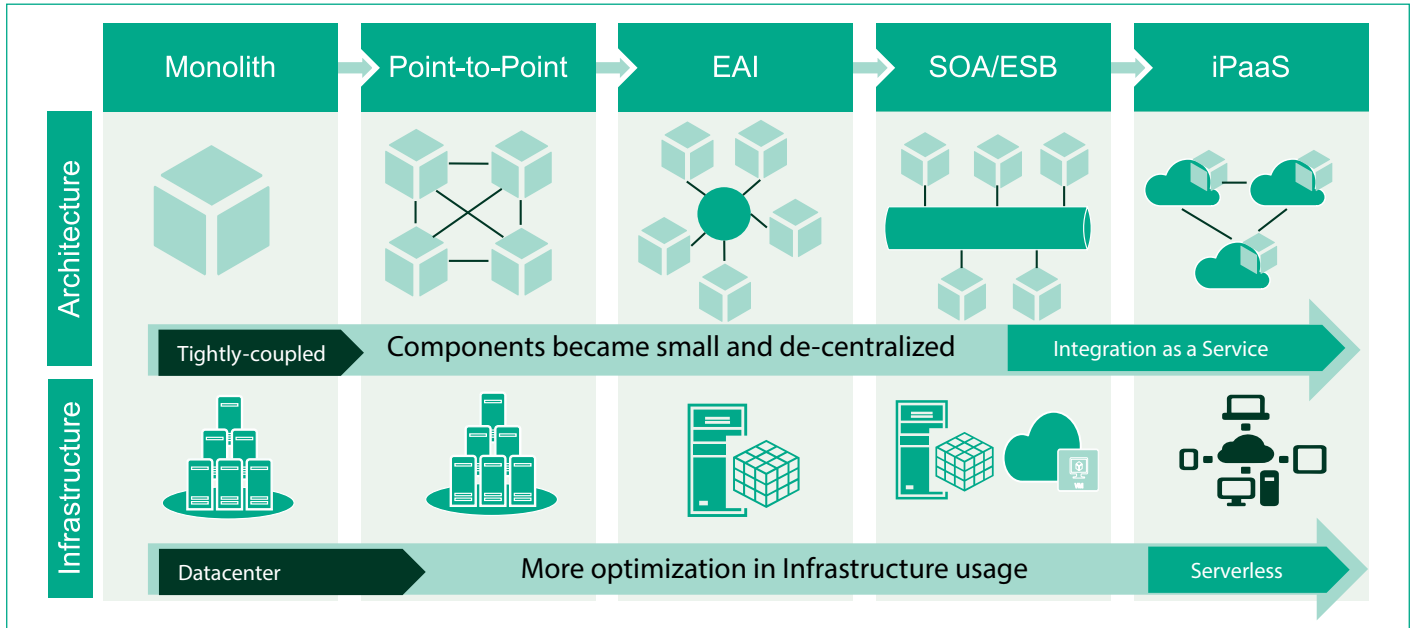 Monolith
Point-to-Point
EAI
SOA/ESB
iPaaS
Architecture
Tightly-coupled
Components became small and de-centralized
Integration as a Service
Infrastructure
VM
Datacenter
More optimization in Infrastructure usage
Serverless